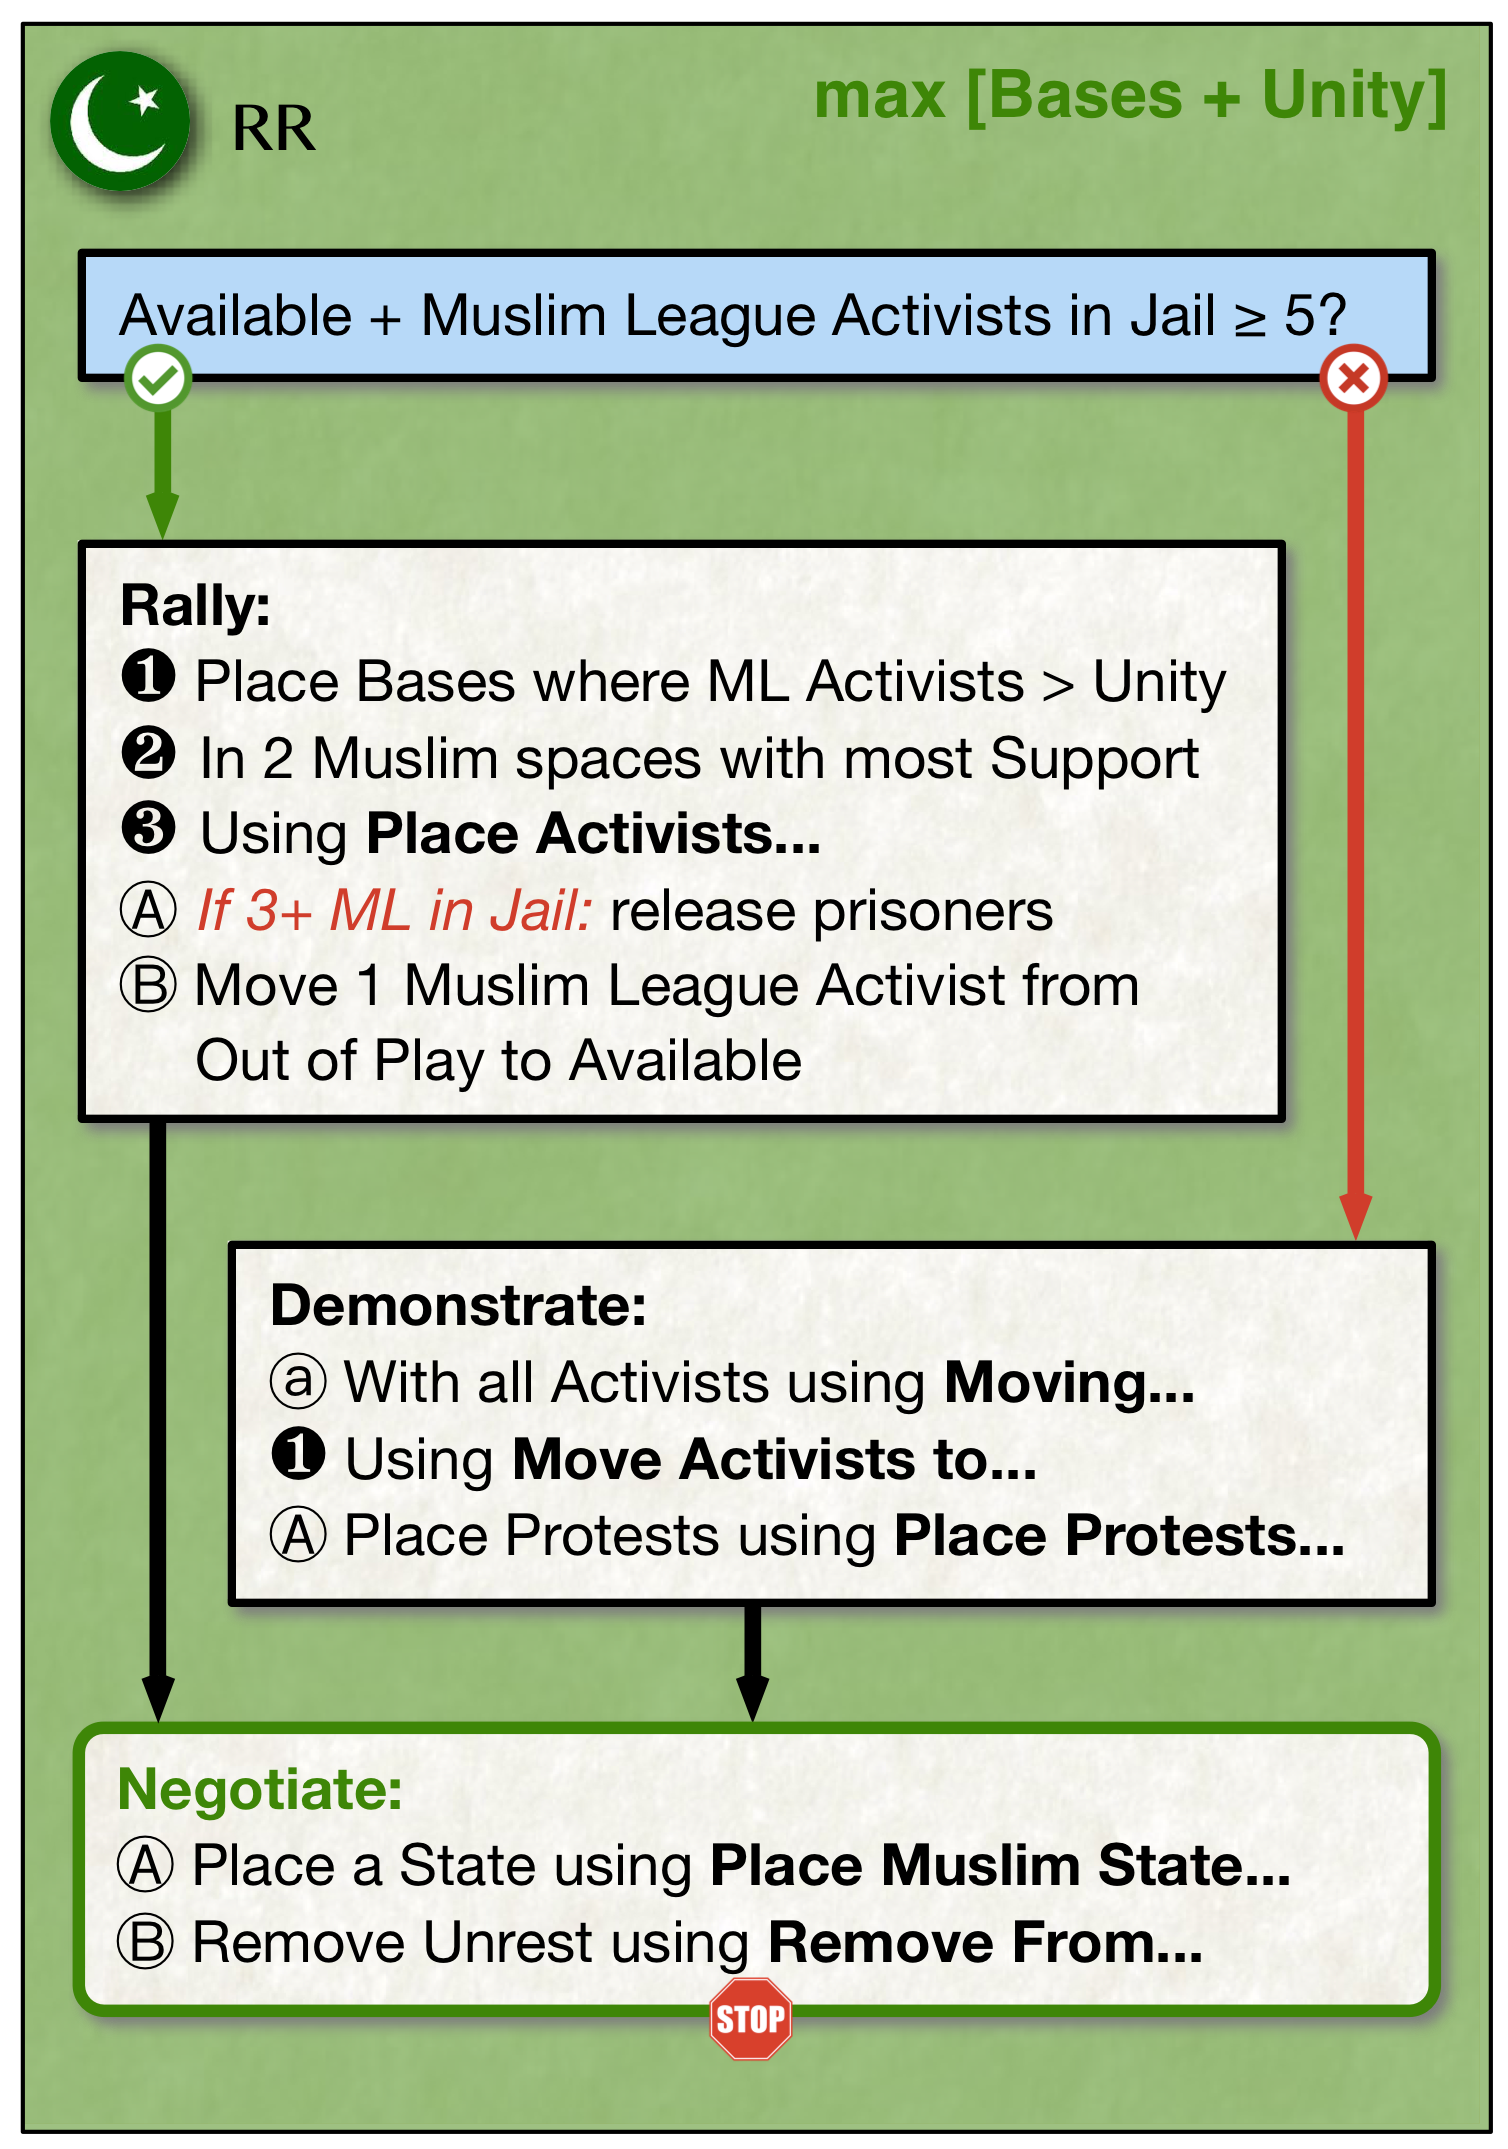 RR
max [Bases + Unity]
Available + Muslim League Activists in Jail ≥ 5?
Rally:
❶ Place Bases where ML Activists > Unity
❷ In 2 Muslim spaces with most Support
❸ Using Place Activists...
Ⓐ If 3+ ML in Jail: release prisoners
Ⓑ Move 1 Muslim League Activist from
Out of Play to Available
Demonstrate:
ⓐ With all Activists using Moving...
❶ Using Move Activists to...
Ⓐ Place Protests using Place Protests...
Negotiate:
Ⓐ Place a State using Place Muslim State...
Ⓑ Remove Unrest using Remove From...
STOP